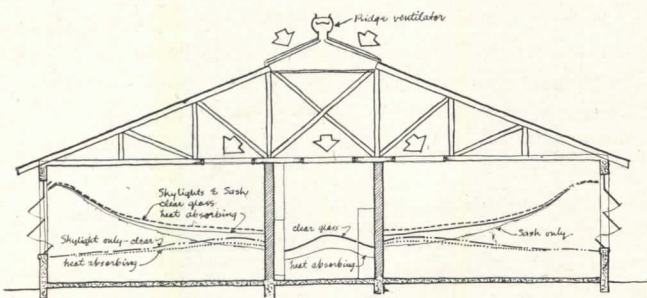 Ridge ventilator
Skylights & Sash
clear glass
heat absorbing
Skylight only-clear
heat absorbing
clear glass
heat absorbing
Sash only